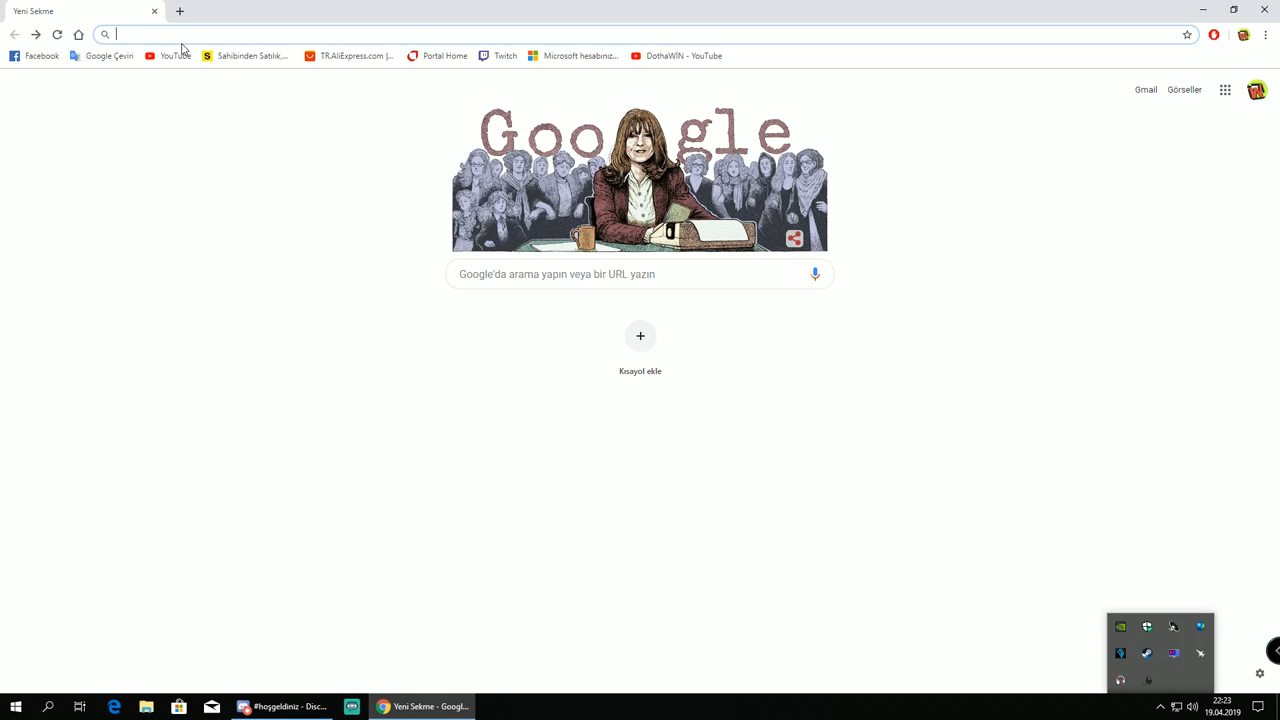 Yeni Sekme
Facebook
Google Çeviri
YouTube
Sahibinden Satılık,...
TR.AliExpress.com |...
Portal Home
Twitch
Microsoft hesabınız...
DothaWİN - YouTube
Gmail
Görseller
Google
Google'da arama yapın veya bir URL yazın
Kısayol ekle
#hoşgeldiniz - Disc...
Yeni Sekme - Googl...
22:23
19.04.2019